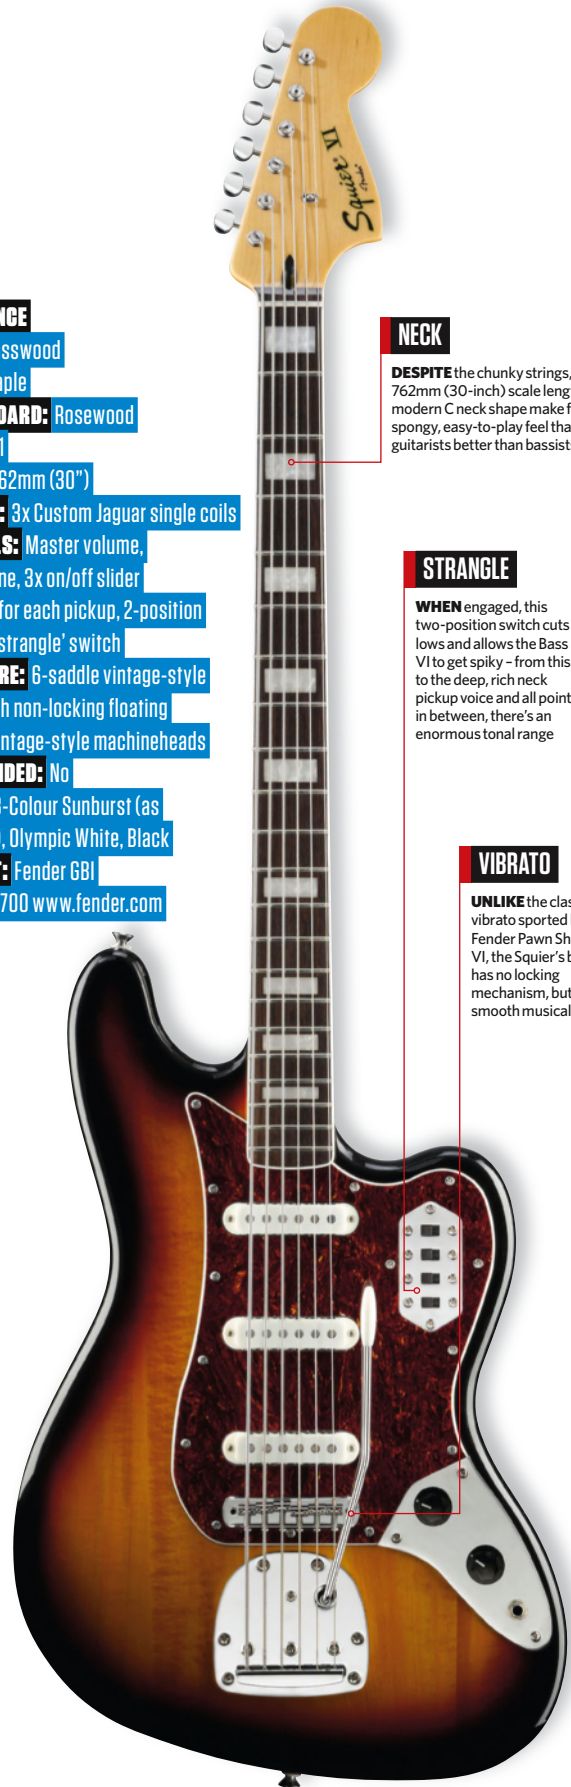 Squier VI
Fender
NCE
sswood
aple
OARD: Rosewood
1
62mm (30”)
: 3x Custom Jaguar single coils
LS: Master volume,
ne, 3x on/off slider
for each pickup, 2-position
strangle' switch
RE: 6-saddle vintage-style
h non-locking floating
ntage-style machineheads
NDED: No
3-Colour Sunburst (as
), Olympic White, Black
T: Fender GBI
700 www.fender.com
NECK
DESPITE the chunky strings,
762mm (30-inch) scale leng
modern C neck shape make f
spongy, easy-to-play feel tha
guitarists better than bassist
STRANGLE
WHEN engaged, this
two-position switch cuts
lows and allows the Bass
VI to get spiky – from this
to the deep, rich neck
pickup voice and all point
in between, there's an
enormous tonal range
VIBRATO
UNLIKE the clas
vibrato sported
Fender Pawn Sh
VI, the Squier's b
has no locking
mechanism, but
smooth musical